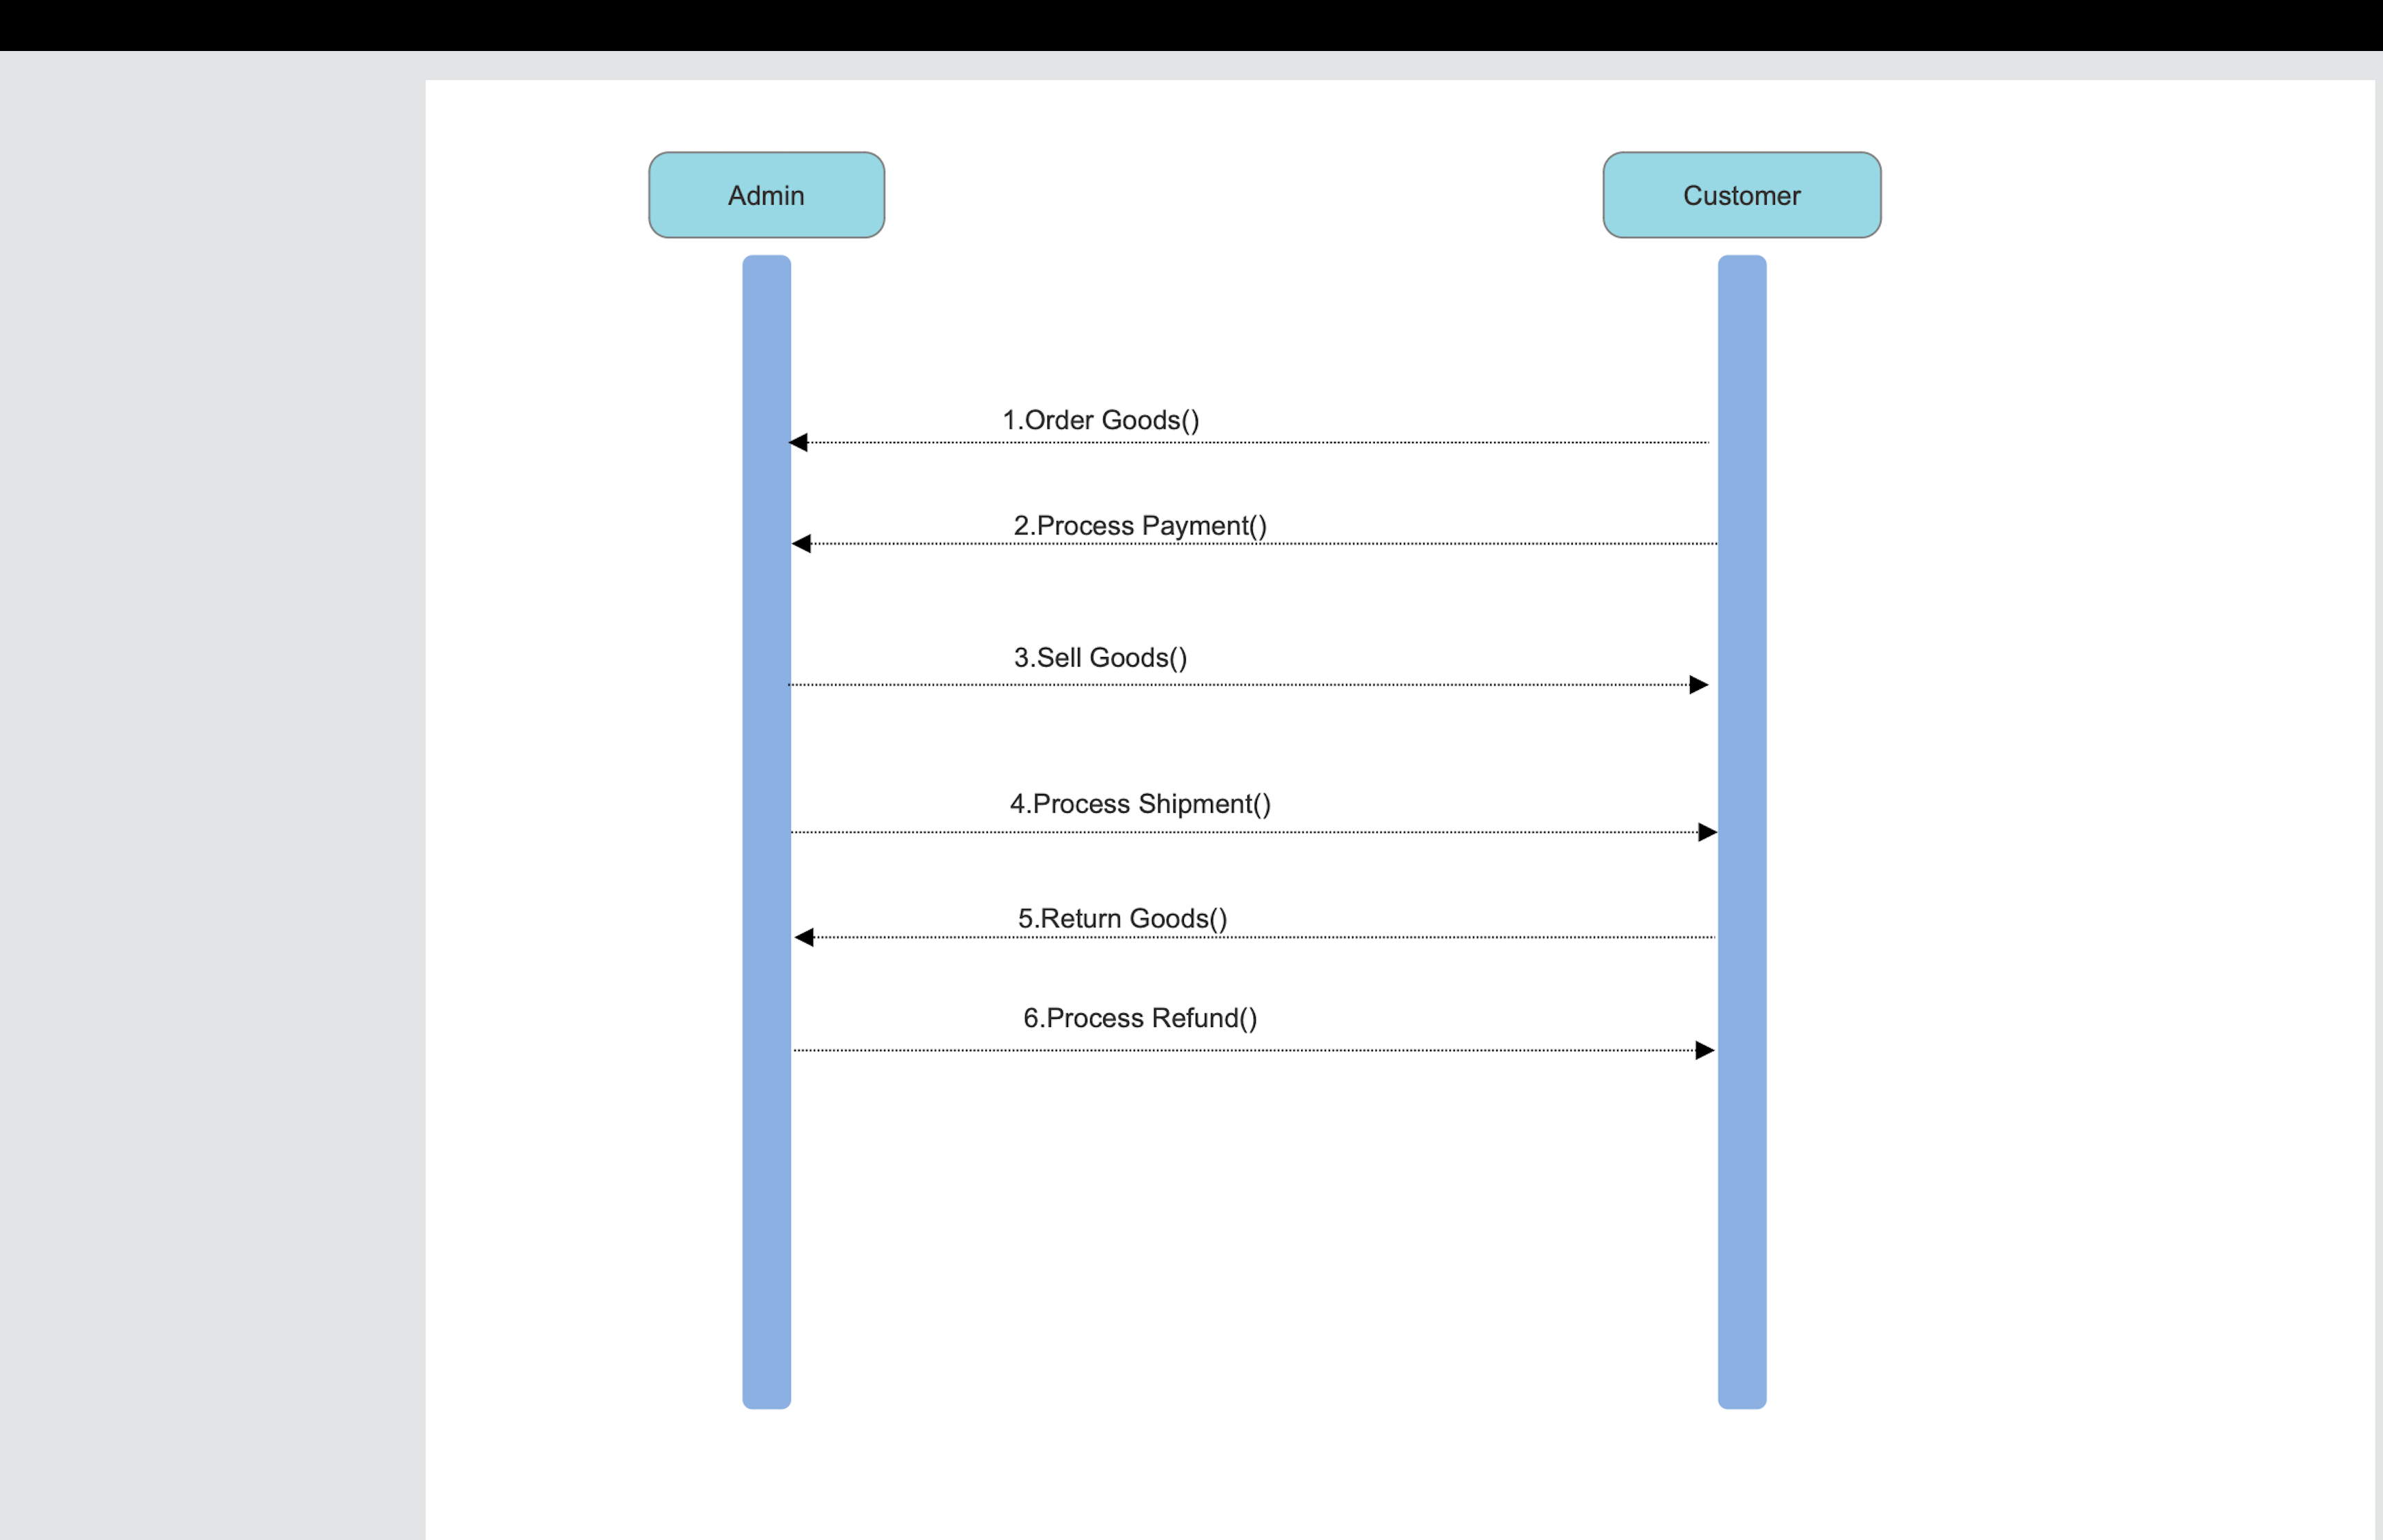 Admin
Customer
1.Order Goods()
2.Process Payment()
3.Sell Goods()
4.Process Shipment()
5.Return Goods()
6.Process Refund()